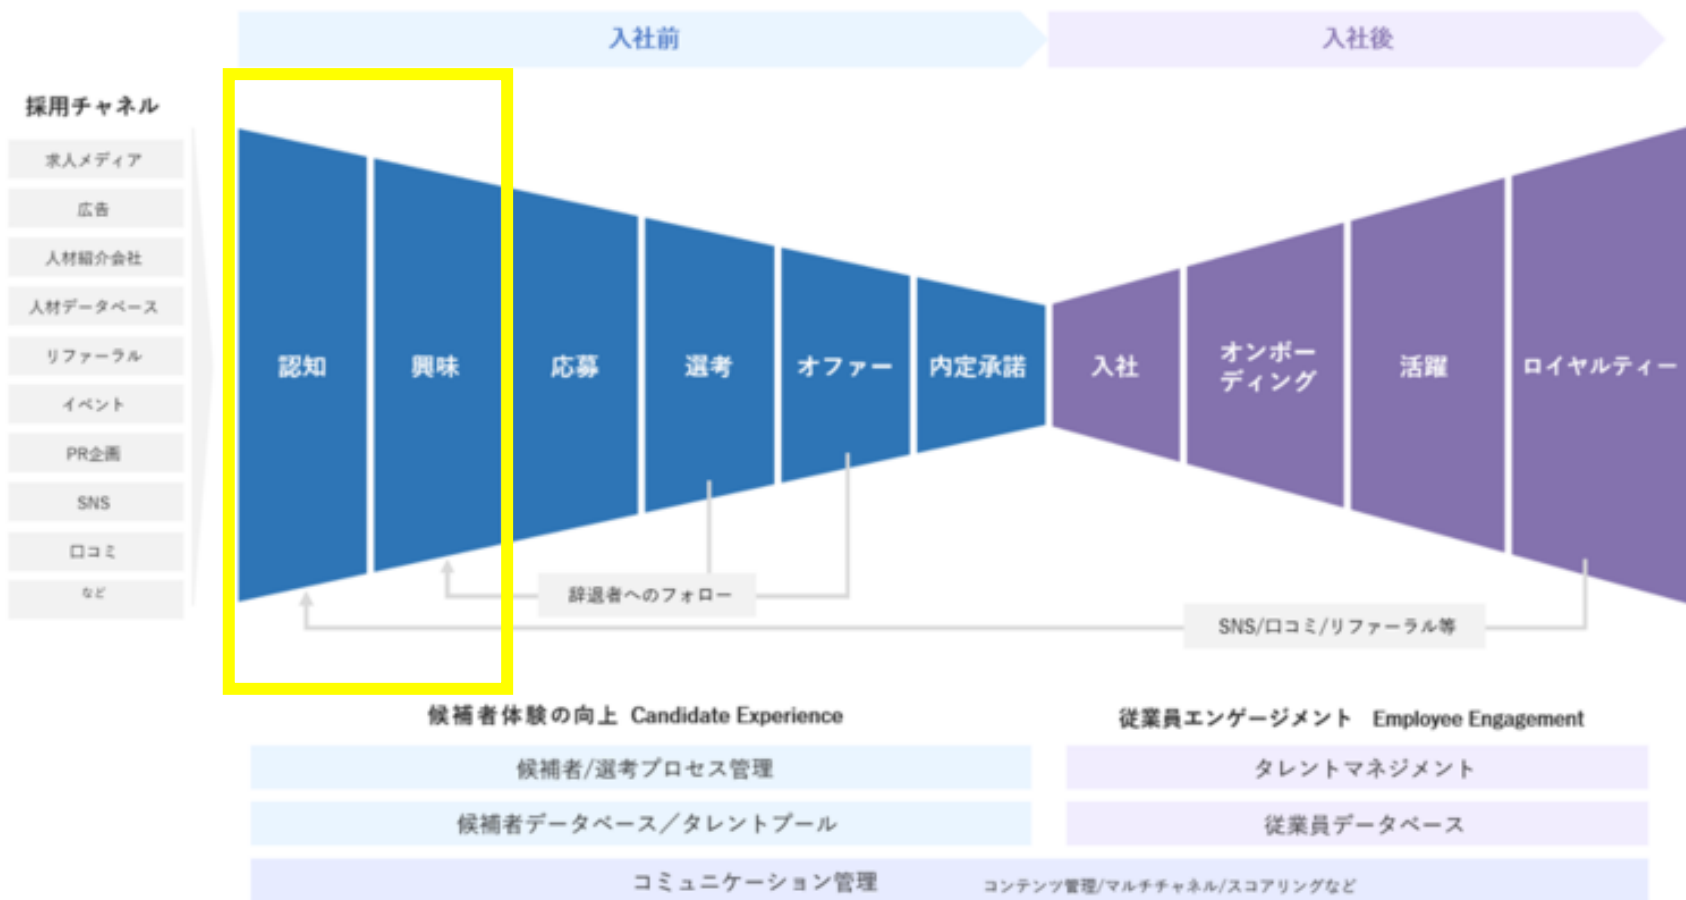 入社前
入社後
採用チャネル
求人メディア
広告
人材紹介会社
人材データベース
リファーラル
イベント
PR企画
SNS
口コミ
など
認知
興味
応募
選考
オファー
内定承諾
入社
オンボー
ディング
活躍
ロイヤルティー
辞退者へのフォロー
SNS/口コミ/リファーラル等
候補者体験の向上 Candidate Experience
従業員エンゲージメント Employee Engagement
候補者/選考プロセス管理
タレントマネジメント
候補者データベース／タレントプール
従業員データベース
コミュニケーション管理 コンテンツ管理/マルチチャネル/スコアリングなど